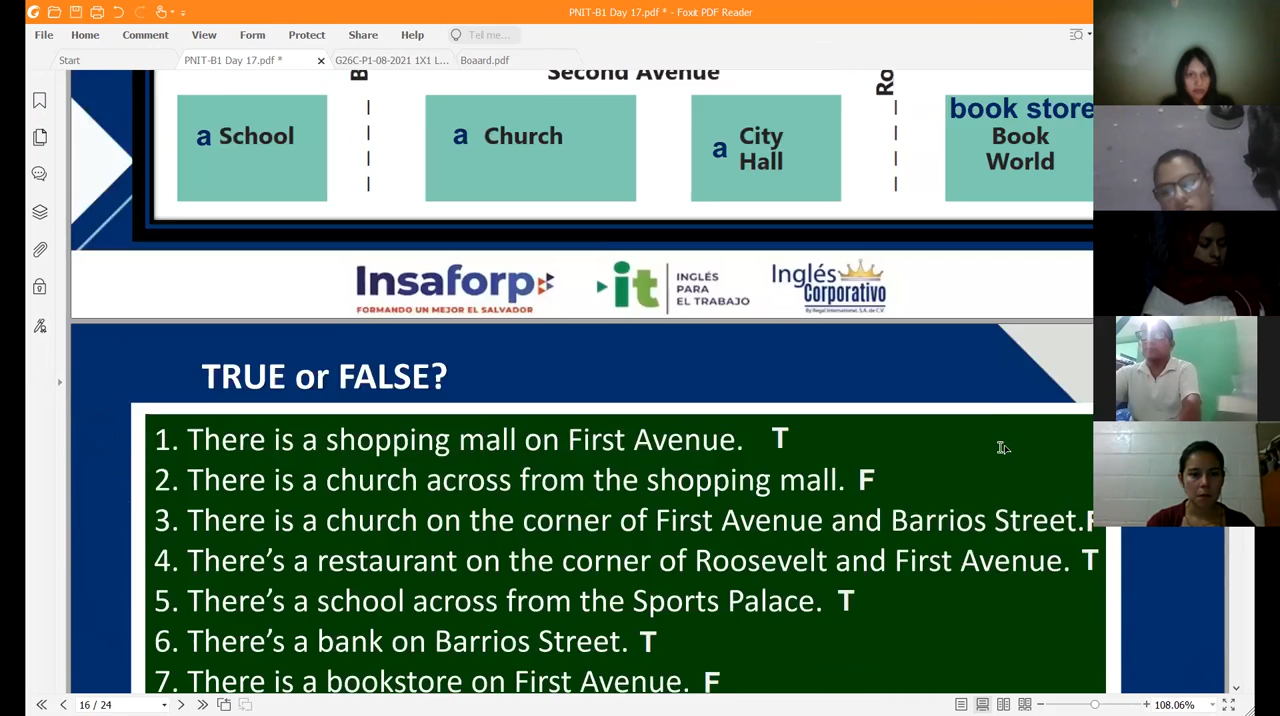 PNIT-B1 Day 17.pdf * - Foxit PDF Reader
File Home Comment View Form Protect Share Help Tell me...
Start PNIT-B1 Day 17.pdf * G26C-P1-08-2021 1X1 L... Boaard.pdf
B
Second Avenue
Ro
a School
a Church
a City
Hall
book store
Book
World
Insaforp
FORMANDO UN MEJOR EL SALVADOR
it
INGLÉS
PARA
EL TRABAJO
Inglés
Corporativo
By Regal International, S.A. de C.V.
TRUE or FALSE?
1. There is a shopping mall on First Avenue. T
2. There is a church across from the shopping mall. F
3. There is a church on the corner of First Avenue and Barrios Street.
4. There’s a restaurant on the corner of Roosevelt and First Avenue. T
5. There’s a school across from the Sports Palace. T
6. There’s a bank on Barrios Street. T
7. There is a bookstore on First Avenue. F
16 / 24
108.06%